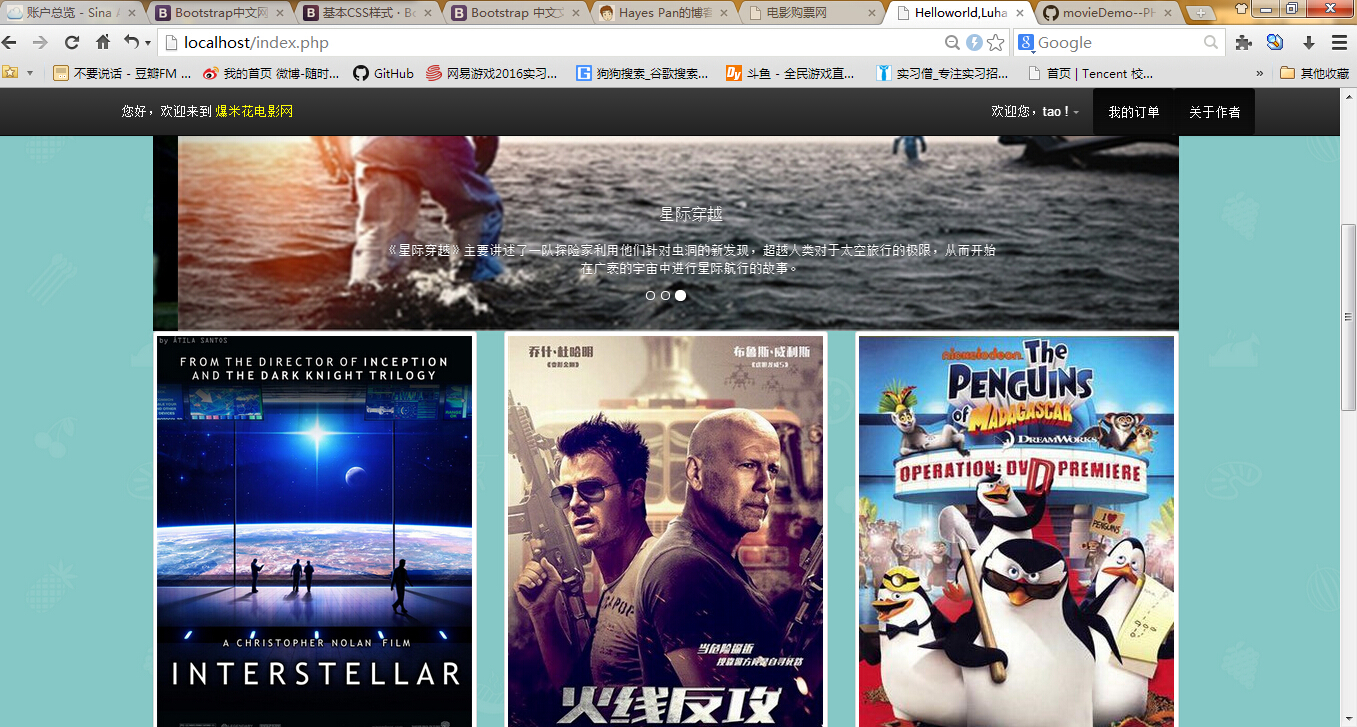 账户总览 - Sina A
Bootstrap中文网
基本CSS样式 · Bo
Bootstrap 中文文
Hayes Pan的博客
电影购票网
Helloworld,Luha
movieDemo--PH
localhost/index.php
Google
不要说话 - 豆瓣FM ...
我的首页 微博-随时...
GitHub
网易游戏2016实习...
狗狗搜索_谷歌搜索...
斗鱼 - 全民游戏直...
实习僧_专注实习招...
首页 | Tencent 校...
»
其他收藏
您好，欢迎来到 爆米花电影网
欢迎您，tao !
我的订单
关于作者
星际穿越
《星际穿越》主要讲述了一队探险家利用他们针对虫洞的新发现，超越人类对于太空旅行的极限，从而开始
在广袤的宇宙中进行星际航行的故事。
by ATILA SANTOS
FROM THE DIRECTOR OF INCEPTION
AND THE DARK KNIGHT TRILOGY
A CHRISTOPHER NOLAN FILM
INTERSTELLAR
乔什·杜哈明
布鲁斯·威利斯
当危险逼近
火线反攻
nickelodeon
The
PENGUINS
of MADAGASCAR
DREAMWORKS
OPERATION: DVD PREMIERE
I ♥
PENGUINS